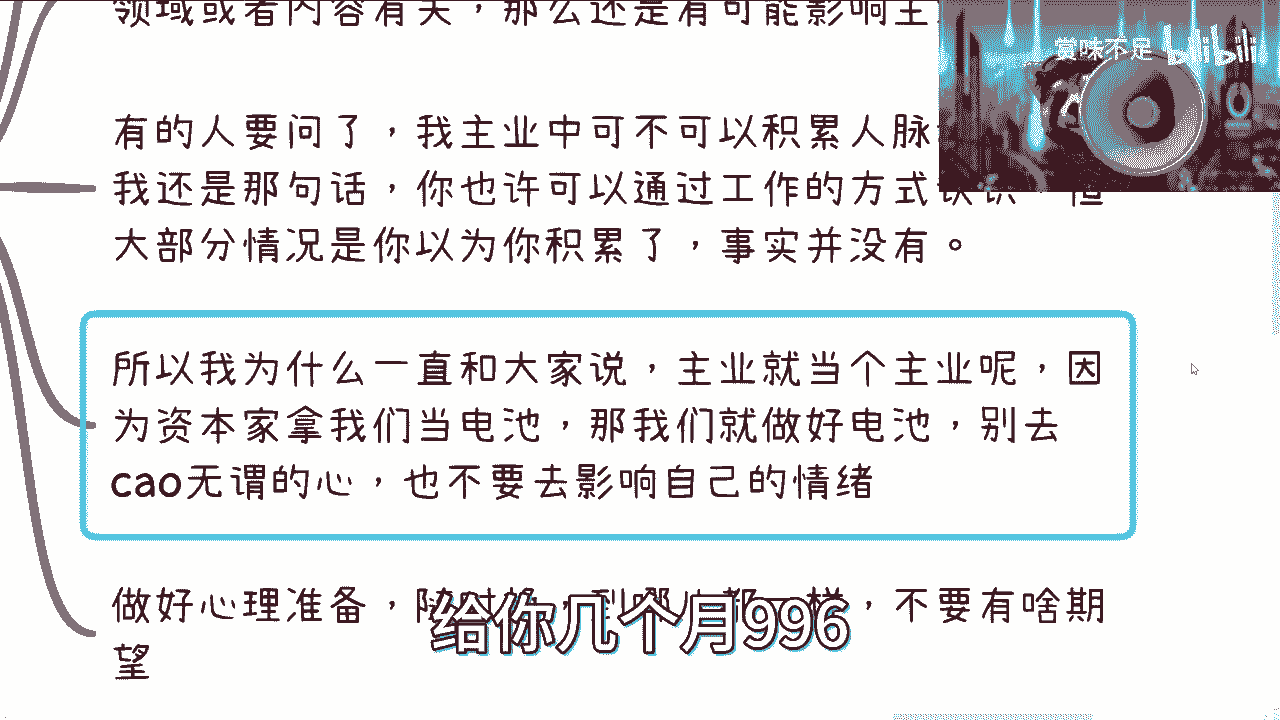 领域或者内容有关,那么还是有可能影响主
赏味不足 bilibili
有的人要问了,我主业中可不可以积累人脉
我还是那句话,你也许可以通过工作的方式认识,但
大部分情况是你以为你积累了,事实并没有。
所以我为什么一直和大家说,主业就当个主业呢,因
为资本家拿我们当电池,那我们就做好电池,别去
cao无谓的心,也不要去影响自己的情绪
做好心理准备,随时 都一样,不要有啥期
望
给你几个月996